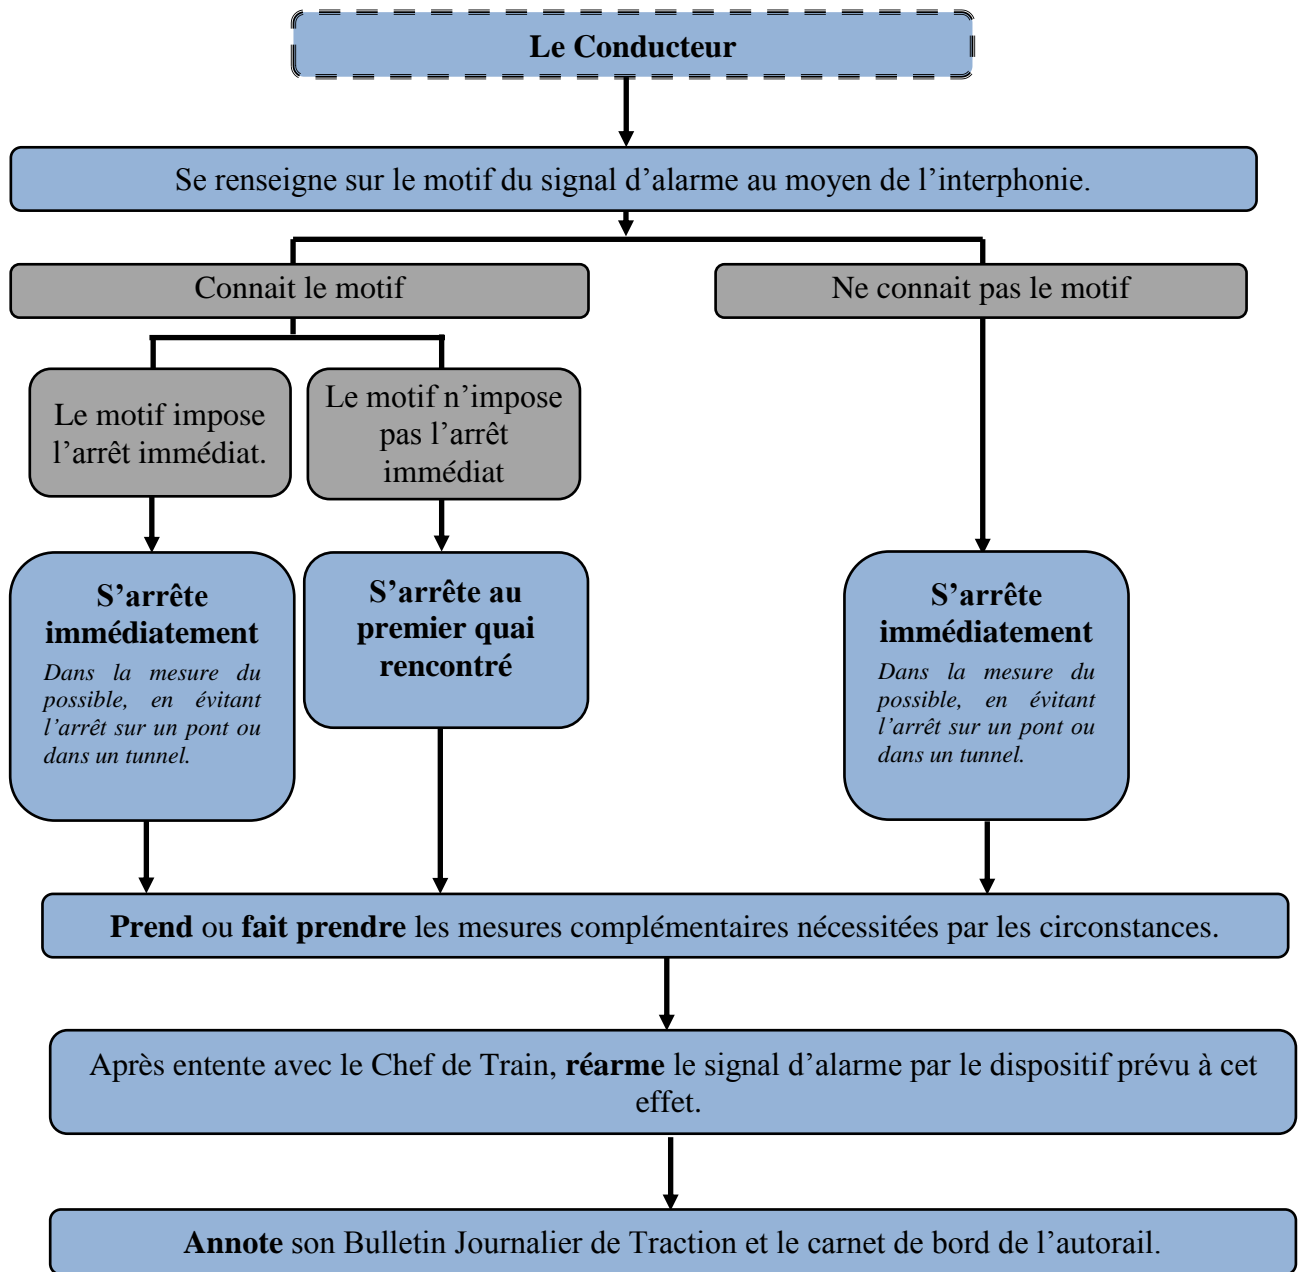 Le Conducteur
Se renseigne sur le motif du signal d’alarme au moyen de l’interphonie.
Connait le motif
Ne connait pas le motif
Le motif impose
l’arrêt immédiat.
Le motif n’impose
pas l’arrêt
immédiat
S’arrête
immédiatement
Dans la mesure du
possible, en évitant
l’arrêt sur un pont ou
dans un tunnel.
S’arrête au
premier quai
rencontré
S’arrête
immédiatement
Dans la mesure du
possible, en évitant
l’arrêt sur un pont ou
dans un tunnel.
Prend ou fait prendre les mesures complémentaires nécessitées par les circonstances.
Après entente avec le Chef de Train, réarme le signal d’alarme par le dispositif prévu à cet
effet.
Annote son Bulletin Journalier de Traction et le carnet de bord de l’autorail.